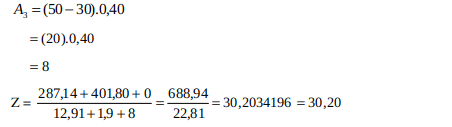 A₃ = (50 – 30).0,40
= (20).0,40
= 8
Z = (287,14 + 401,80 + 0)/(12,91 + 1,9 + 8) = 688,94/22,81 = 30,2034196 = 30,20